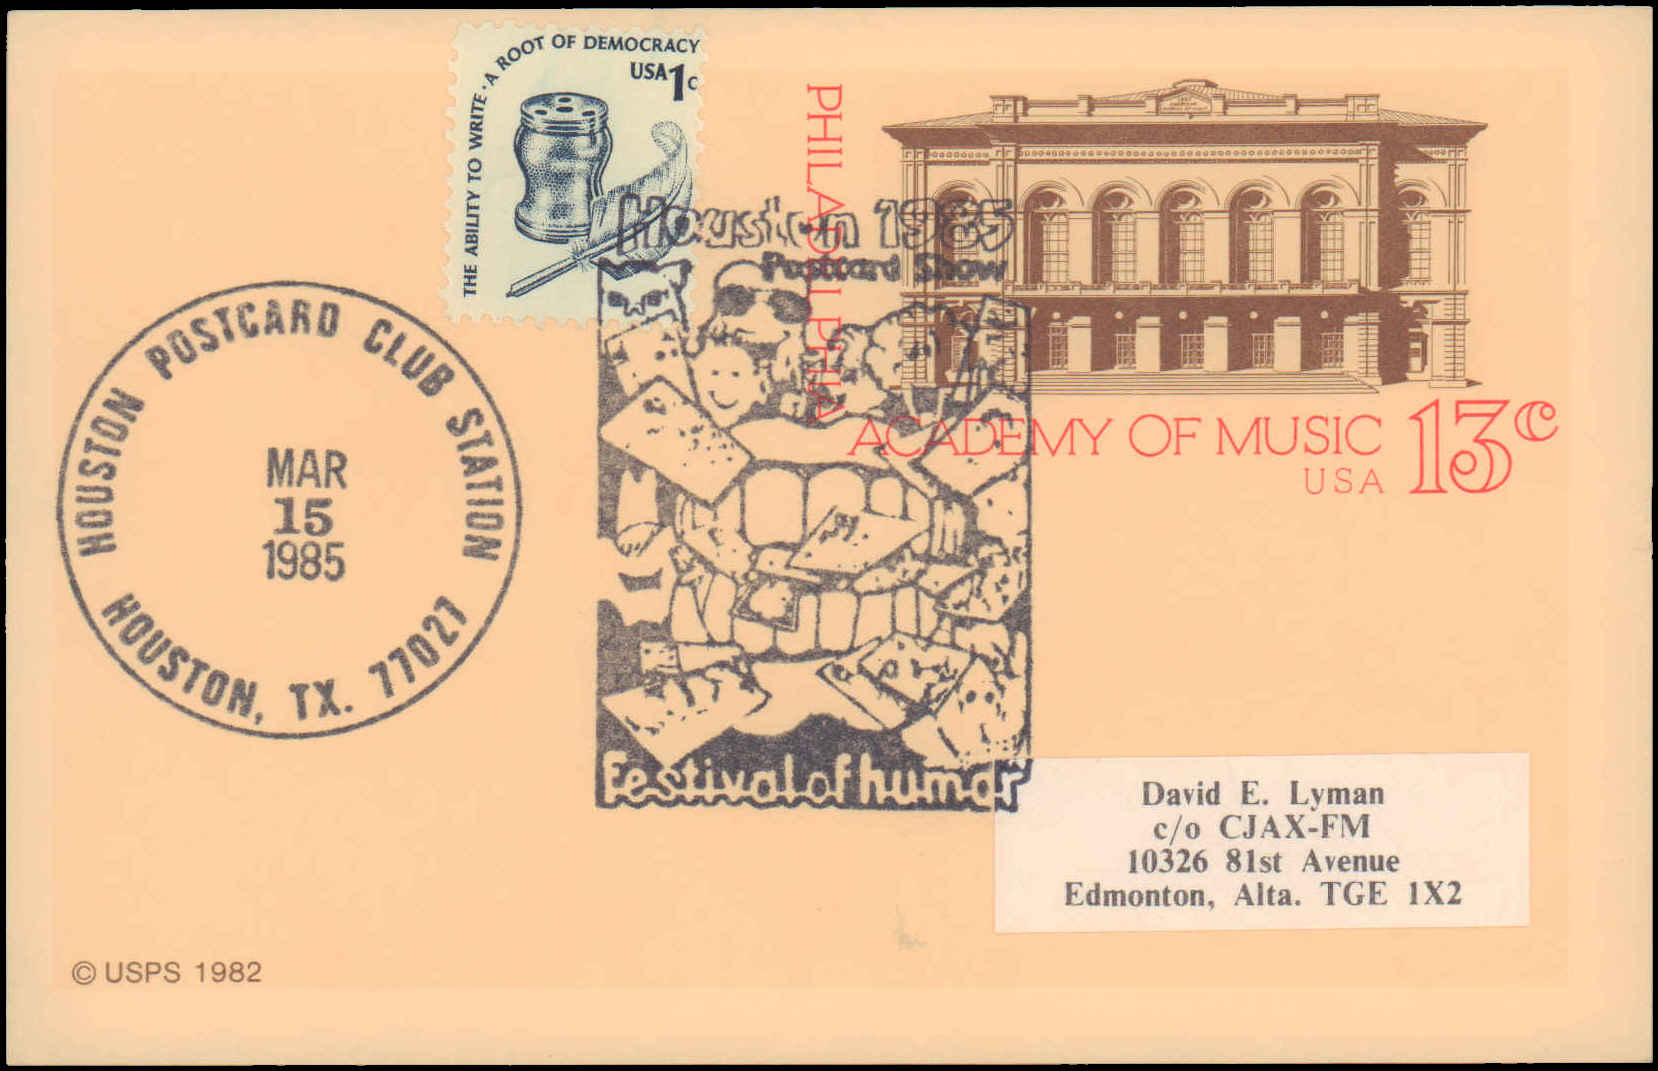 THE ABILITY TO WRITE · A ROOT OF DEMOCRACY
USA 1c
PHILADELPHIA
ACADEMY OF MUSIC
USA 13c
Houston 1985
Postcard Show
Festival of humor
HOUSTON POSTCARD CLUB STATION
MAR
15
1985
HOUSTON, TX. 77027
David E. Lyman
c/o CJAX-FM
10326 81st Avenue
Edmonton, Alta. TGE 1X2
© USPS 1982